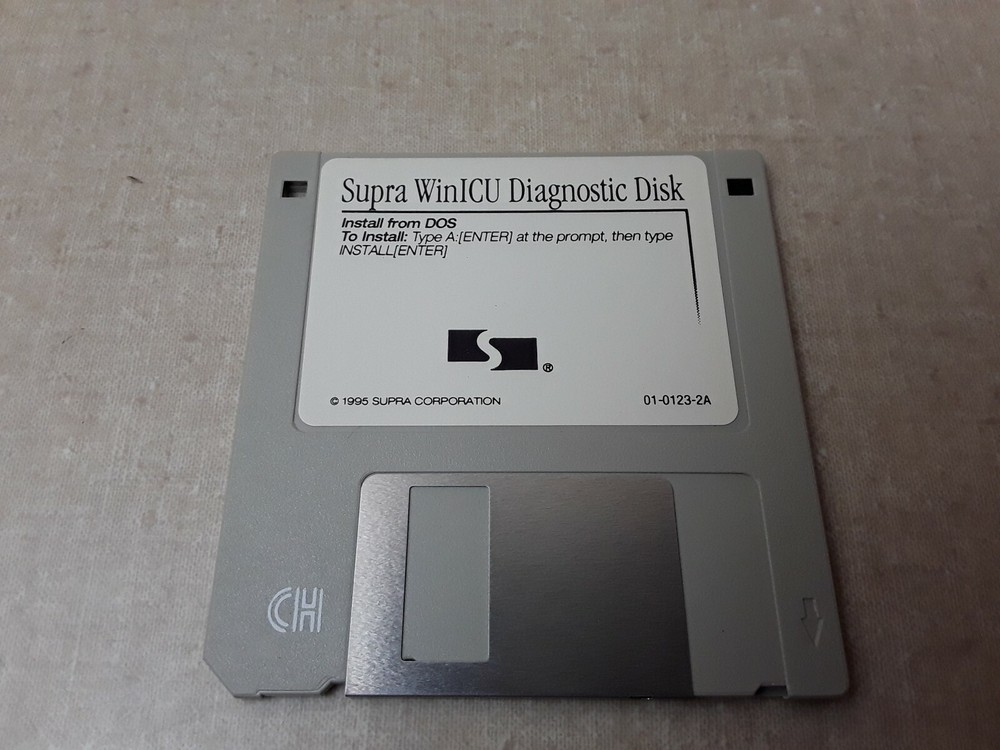 Supra WinICU Diagnostic Disk
Install from DOS
To Install: Type A:[ENTER] at the prompt, then type
INSTALL[ENTER]
S®
© 1995 SUPRA CORPORATION
01-0123-2A
CH